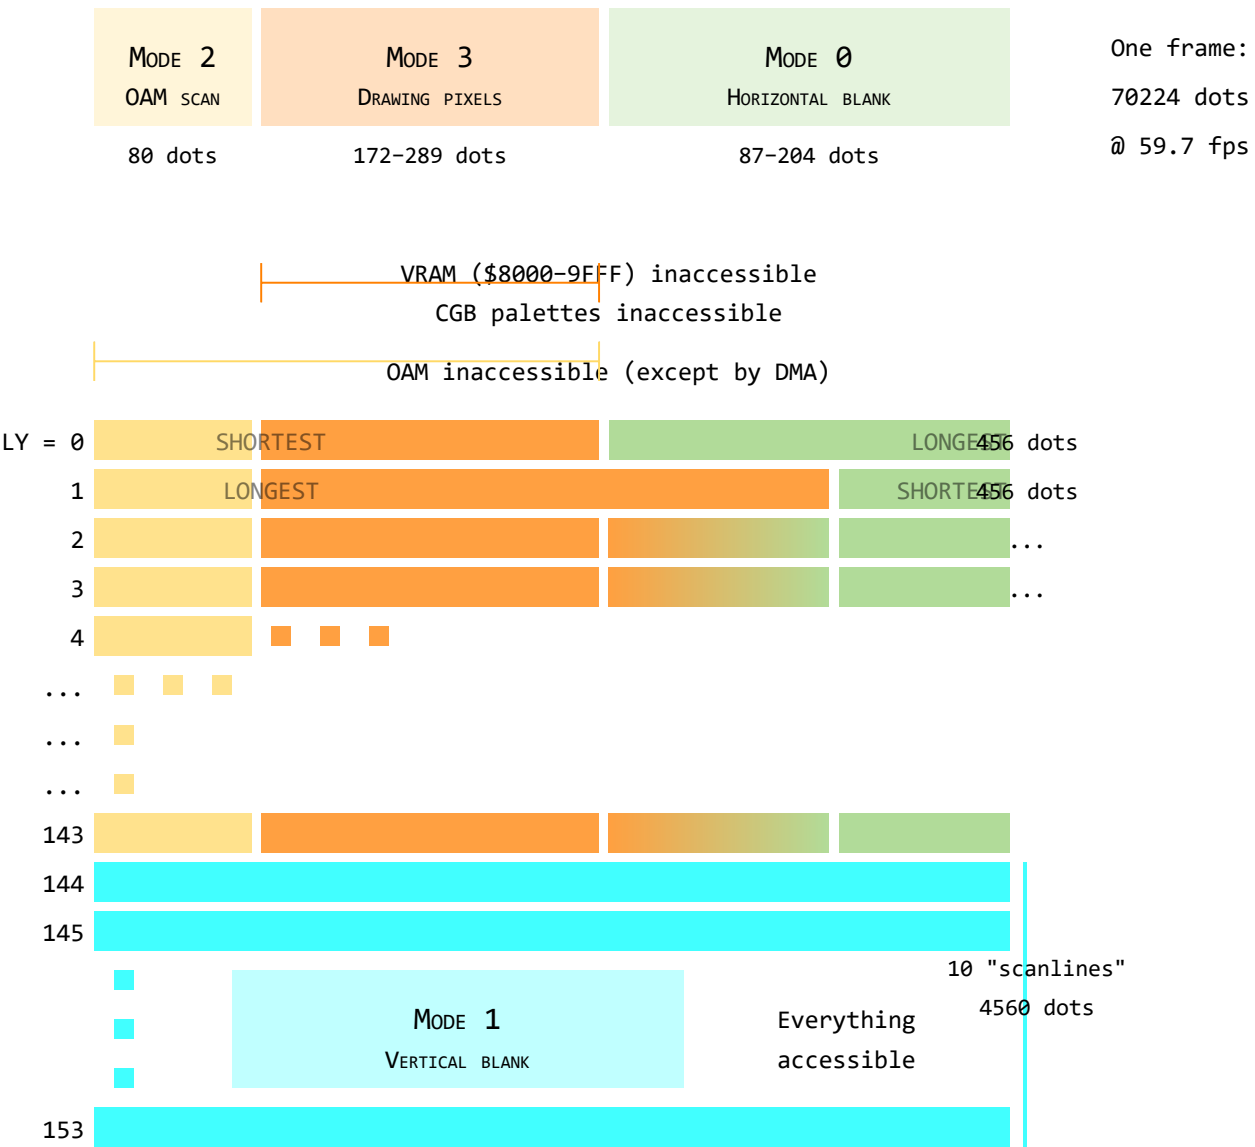 Mode 2
OAM scan
80 dots
Mode 3
Drawing pixels
172-289 dots
Mode 0
Horizontal blank
87-204 dots
One frame:
70224 dots
@ 59.7 fps
VRAM ($8000-9FFF) inaccessible
CGB palettes inaccessible
OAM inaccessible (except by DMA)
LY = 0 SHORTEST LONGEST 456 dots
1 LONGEST SHORTEST 456 dots
2 ...
3 ...
4
...
...
...
143
144
145
10 "scanlines"
4560 dots
Mode 1
Vertical blank
Everything
accessible
153